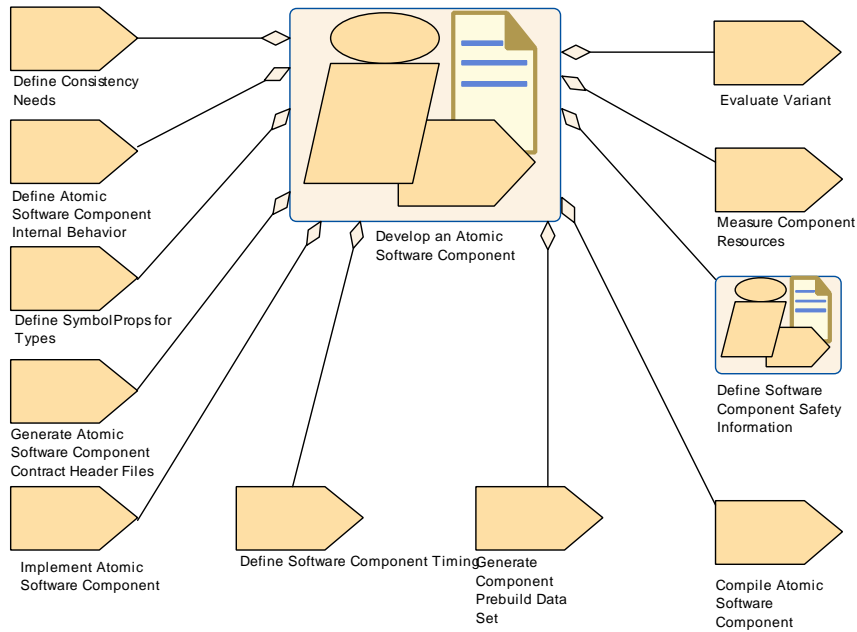 Define Consistency
Needs
Define Atomic
Software Component
Internal Behavior
Define SymbolProps for
Types
Generate Atomic
Software Component
Contract Header Files
Implement Atomic
Software Component
Develop an Atomic
Software Component
Define Software Component Timing
Generate
Component
Prebuild Data
Set
Evaluate Variant
Measure Component
Resources
Define Software
Component Safety
Information
Compile Atomic
Software
Component